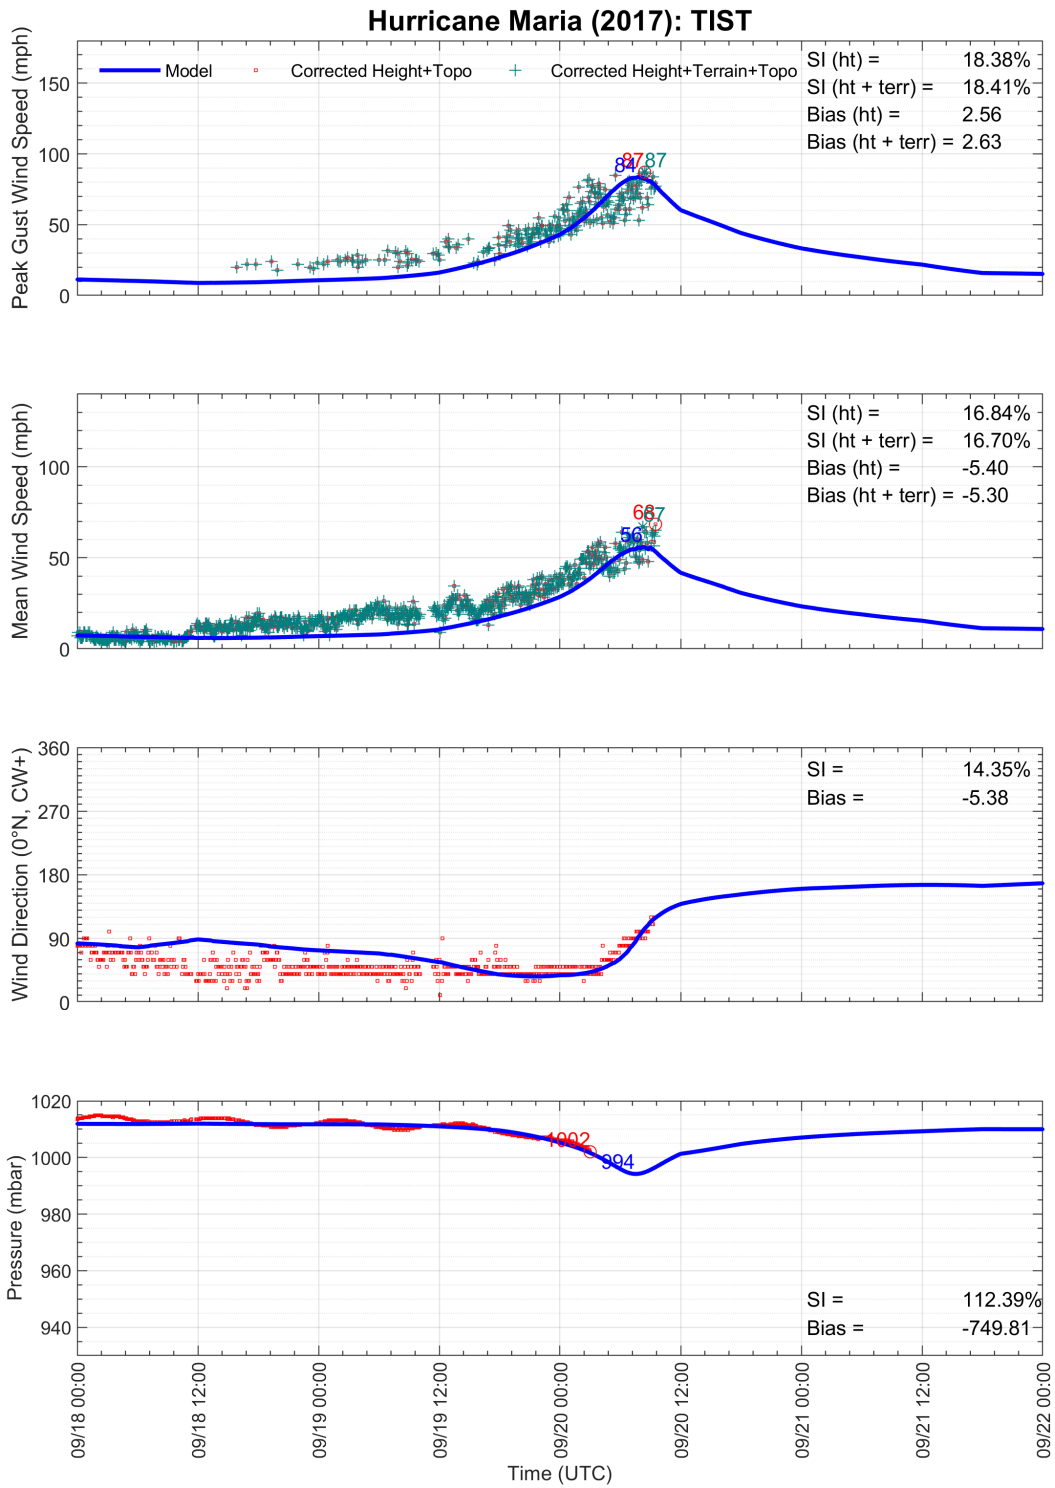 Hurricane Maria (2017): TIST
Peak Gust Wind Speed (mph)
150
100
50
0
Model
Corrected Height+Topo
Corrected Height+Terrain+Topo
SI (ht) = 18.38%
SI (ht + terr) = 18.41%
Bias (ht) = 2.56
Bias (ht + terr) = 2.63
84
87
87
Mean Wind Speed (mph)
100
50
0
SI (ht) = 16.84%
SI (ht + terr) = 16.70%
Bias (ht) = -5.40
Bias (ht + terr) = -5.30
56
67
Wind Direction (0°N, CW+)
360
270
180
90
0
SI = 14.35%
Bias = -5.38
Pressure (mbar)
1020
1000
980
960
940
1002
994
SI = 112.39%
Bias = -749.81
09/18 00:00
09/18 12:00
09/19 00:00
09/19 12:00
09/20 00:00
09/20 12:00
09/21 00:00
09/21 12:00
09/22 00:00
Time (UTC)